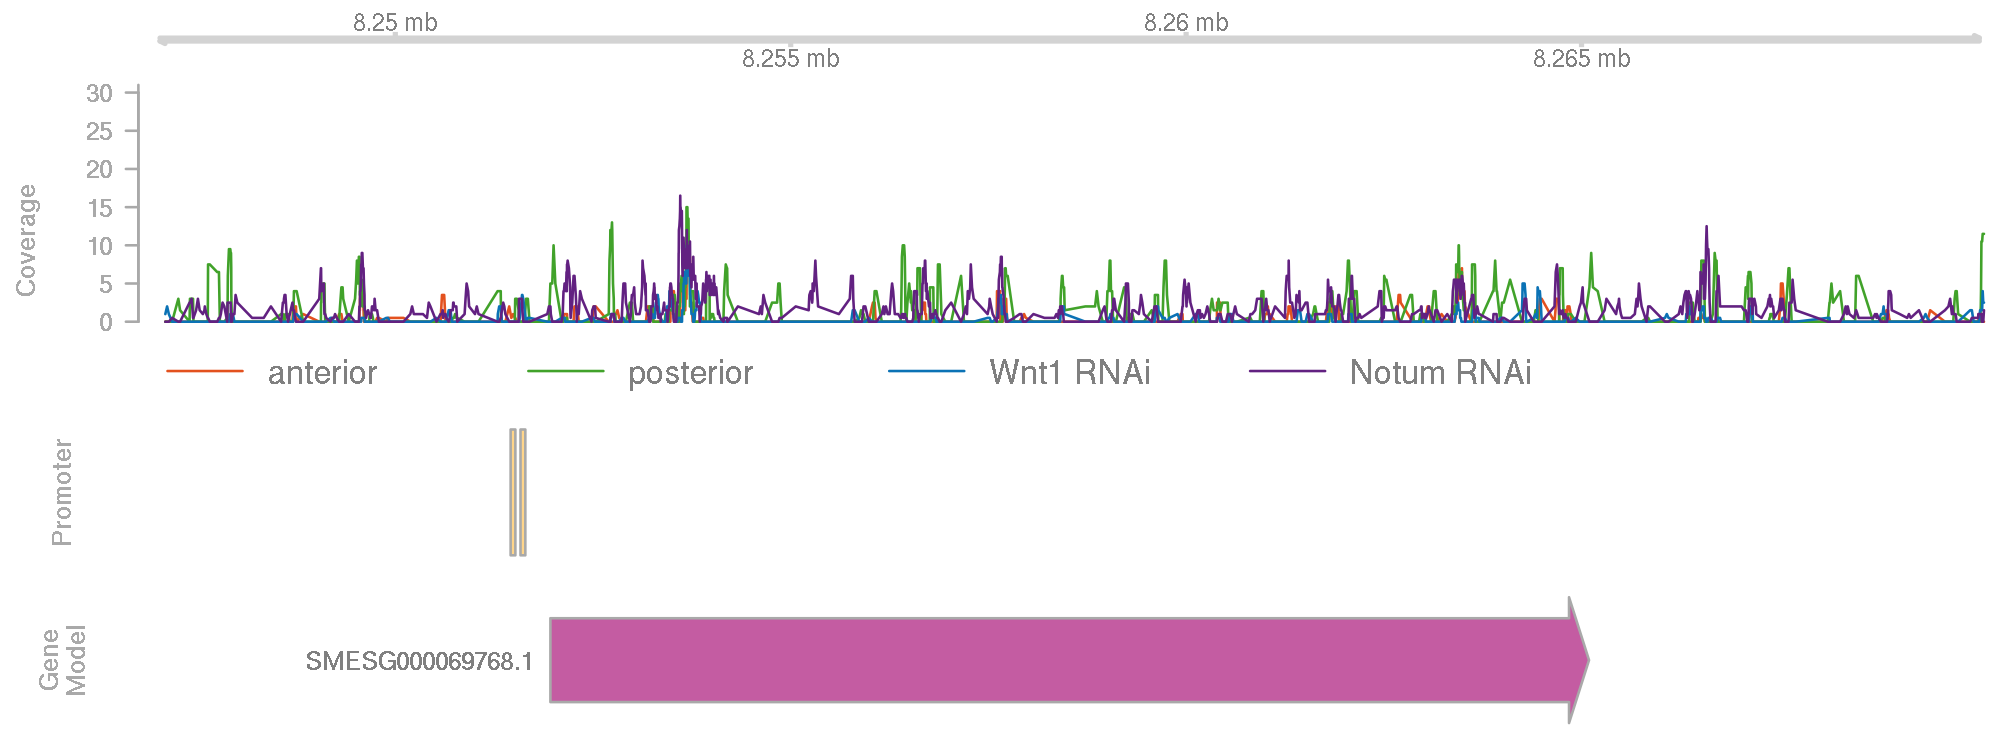 8.25 mb
8.26 mb
8.255 mb
8.265 mb
30
25
20
15
10
5
0
Coverage
anterior posterior Wnt1 RNAi Notum RNAi
Promoter
Gene
Model
SMESG000069768.1